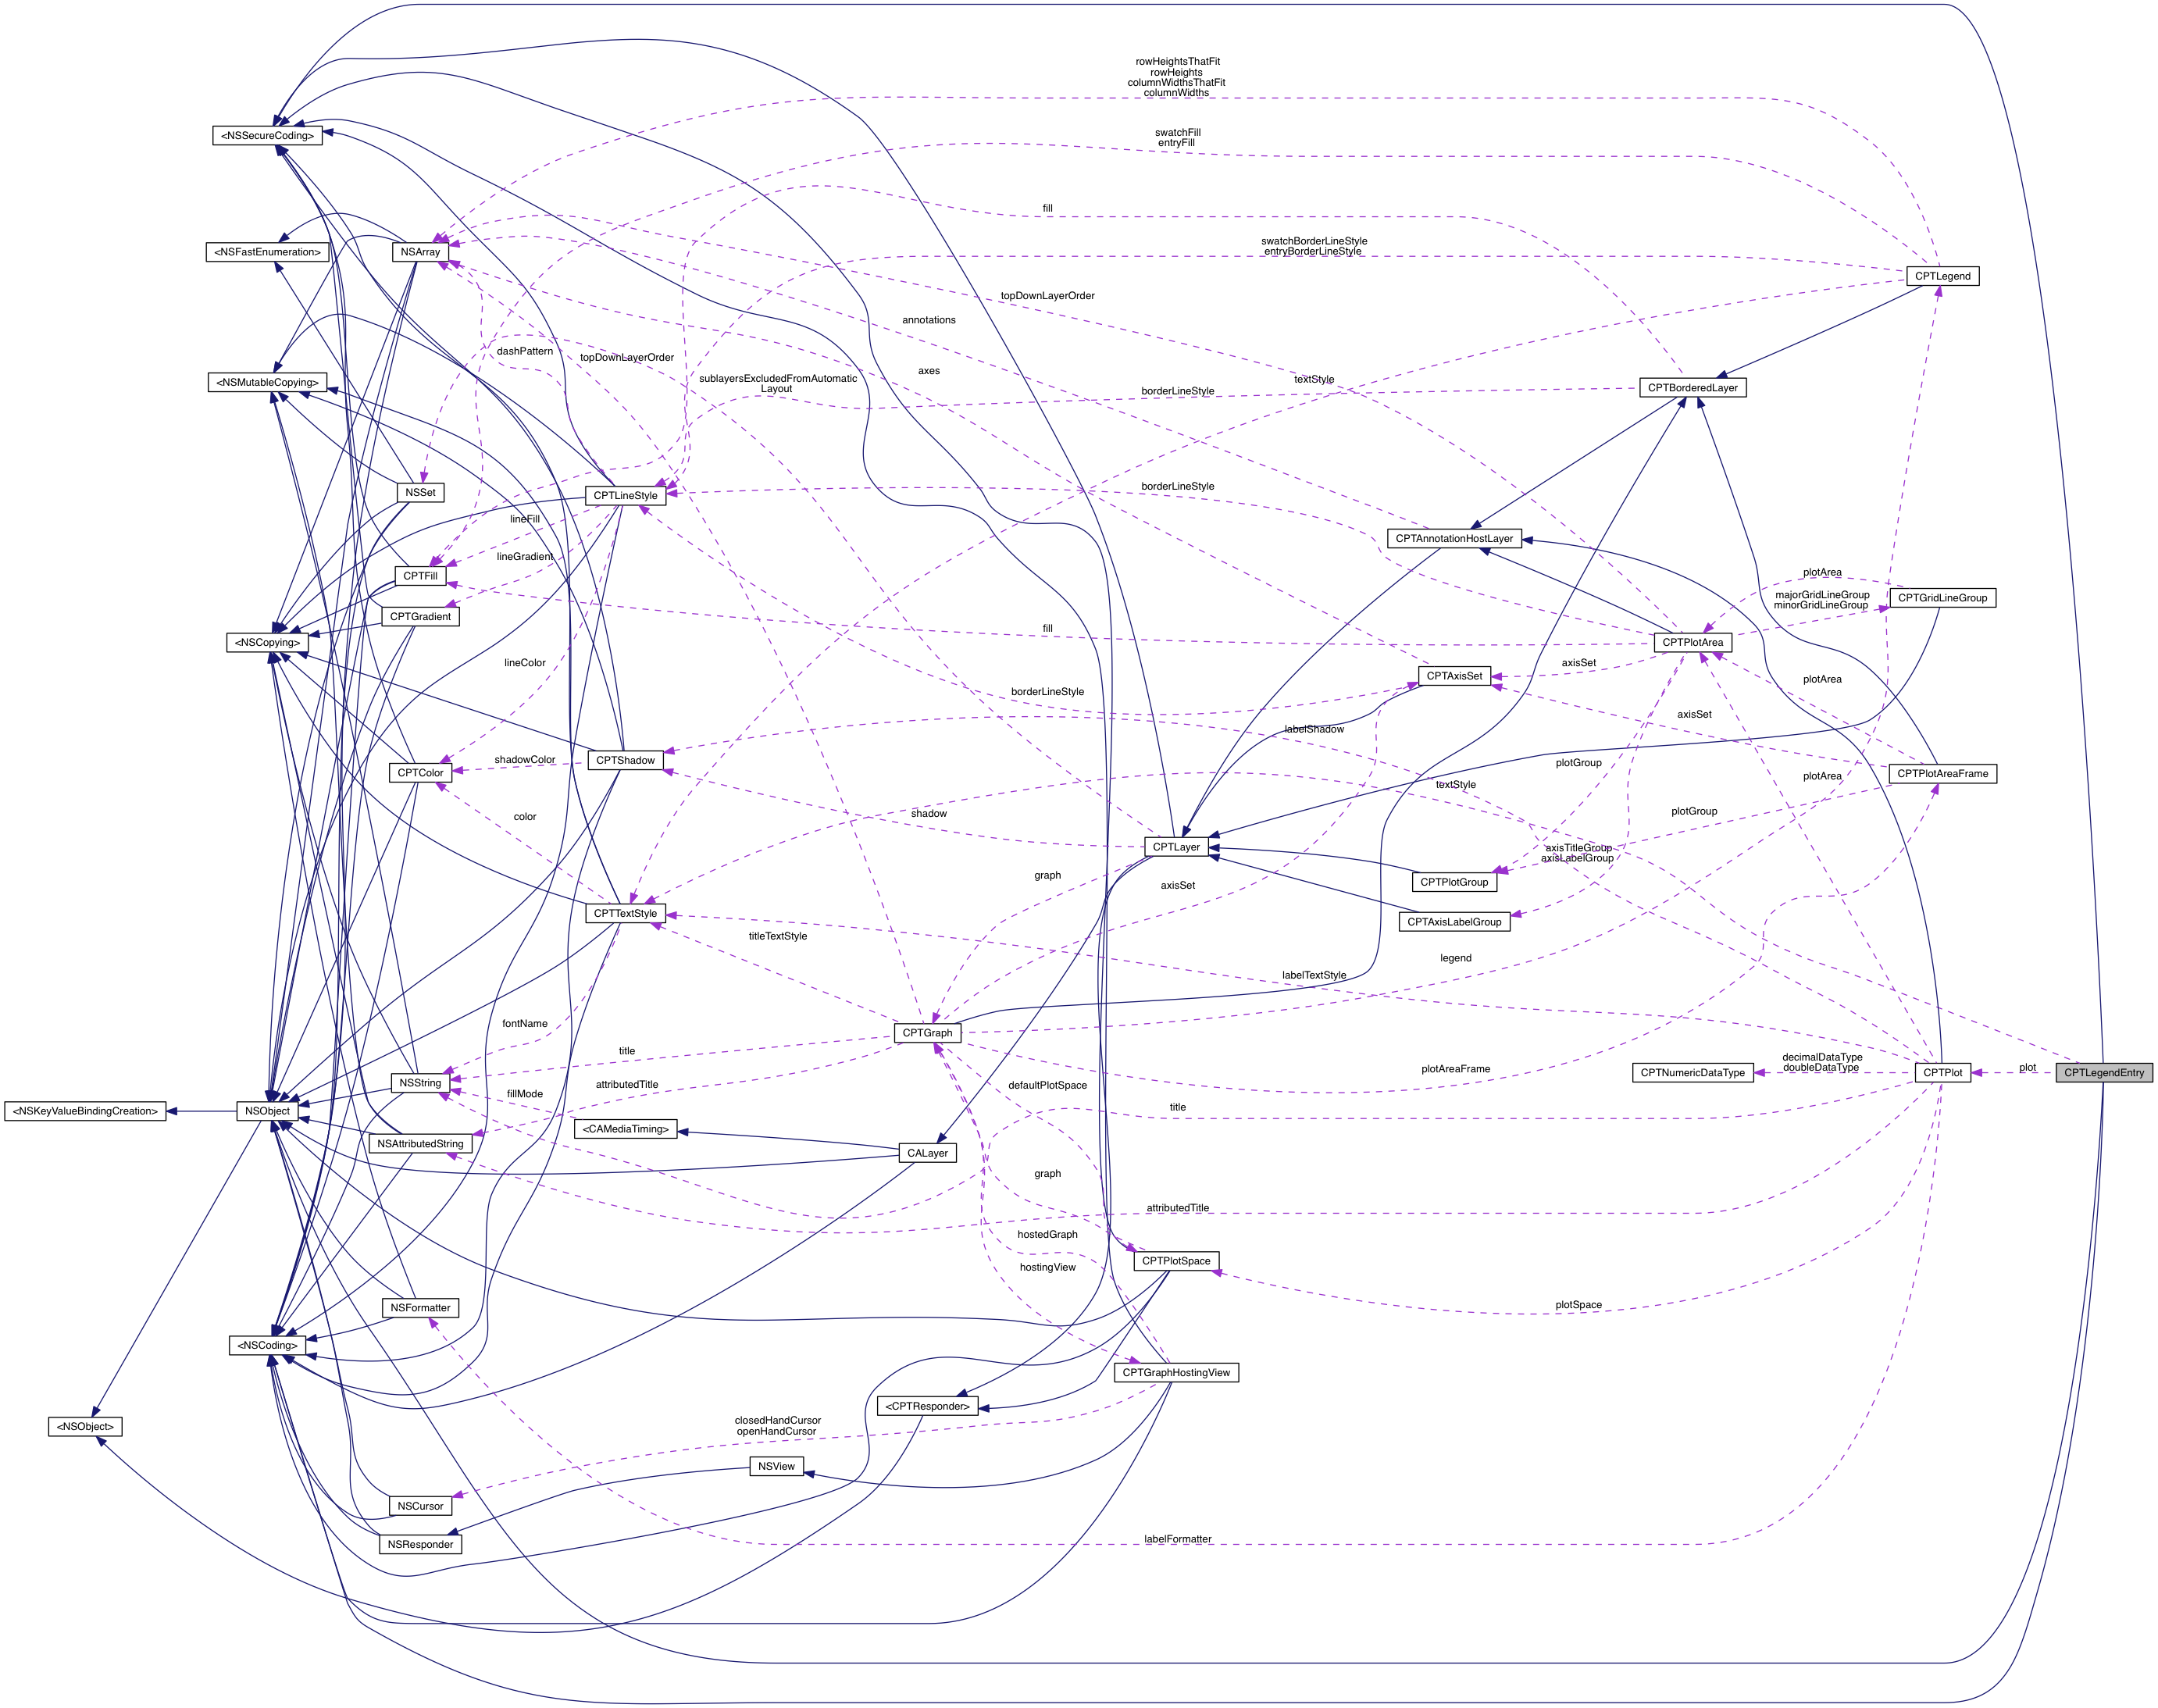 rowHeightsThatFit
rowHeights
columnWidthsThatFit
columnWidths
<NSSecureCoding>
swatchFill
entryFill
fill
swatchBorderLineStyle
entryBorderLineStyle
<NSFastEnumeration>
NSArray
CPTLegend
topDownLayerOrder
annotations
dashPattern
topDownLayerOrder
axes
textStyle
<NSMutableCopying>
sublayersExcludedFromAutomatic
Layout
borderLineStyle
CPTBorderedLayer
NSSet
CPTLineStyle
borderLineStyle
lineFill
CPTAnnotationHostLayer
lineGradient
CPTFill
plotArea
CPTGradient
majorGridLineGroup
minorGridLineGroup
CPTGridLineGroup
<NSCopying>
fill
CPTPlotArea
lineColor
axisSet
CPTAxisSet
plotArea
borderLineStyle
axisSet
labelShadow
shadowColor
CPTShadow
plotGroup
CPTColor
textStyle
plotArea
CPTPlotAreaFrame
color
shadow
plotGroup
CPTLayer
axisTitleGroup
axisLabelGroup
graph
axisSet
CPTPlotGroup
CPTTextStyle
CPTAxisLabelGroup
titleTextStyle
legend
labelTextStyle
fontName
CPTGraph
title
plotAreaFrame
decimalDataType
doubleDataType
CPTNumericDataType
CPTPlot
plot
CPTLegendEntry
NSString
fillMode
attributedTitle
defaultPlotSpace
title
<NSKeyValueBindingCreation>
NSObject
<CAMediaTiming>
NSAttributedString
CALayer
graph
attributedTitle
hostedGraph
hostingView
CPTPlotSpace
NSFormatter
plotSpace
<NSCoding>
CPTGraphHostingView
<CPTResponder>
<NSObject>
closedHandCursor
openHandCursor
NSView
NSCursor
NSResponder
labelFormatter